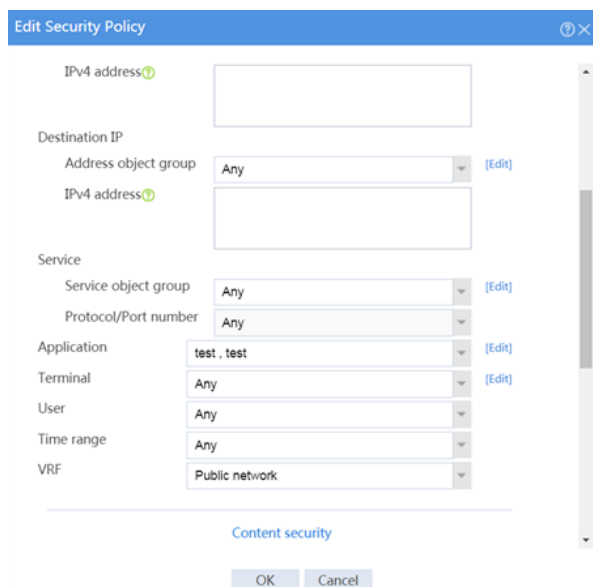 Edit Security Policy
IPv4 address
Destination IP
Address object group Any [Edit]
IPv4 address
Service
Service object group Any [Edit]
Protocol/Port number Any
Application test , test [Edit]
Terminal Any [Edit]
User Any
Time range Any
VRF Public network
Content security
OK Cancel